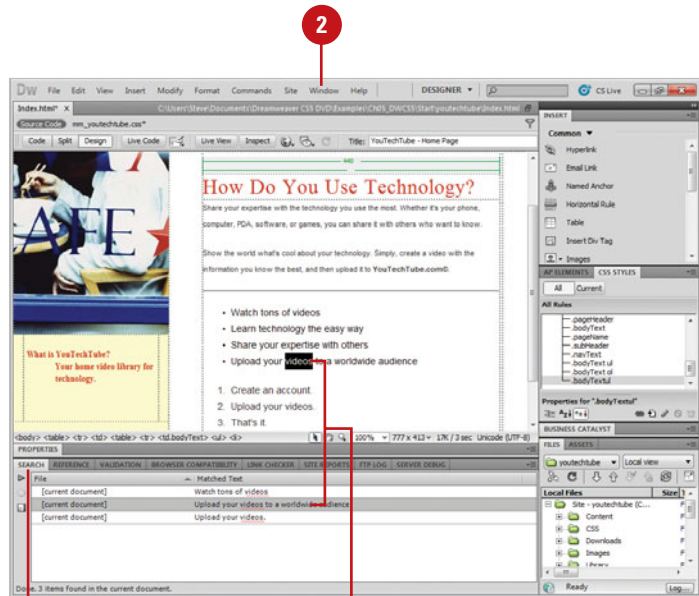 2
DW File Edit View Insert Modify Format Commands Site Window Help DESIGNER CS Live
Index.html* X C:\Users\Steve\Documents\Dreamweaver CS5 DVD\Examples\Ch05_DWCS5\Start\youtechtube\Index.html
Source Code mm_youtechtube.css*
Code Split Design Live Code Live View Inspect Title: YouTechTube - Home Page
440
AFE
How Do You Use Technology?
Share your expertise with the technology you use the most. Whether it's your phone,
computer, PDA, software, or games, you can share it with others who want to know.
Show the world what's cool about your technology. Simply, create a video with the
information you know the best, and then upload it to YouTechTube.com®.
• Watch tons of videos
• Learn technology the easy way
• Share your expertise with others
• Upload your videos to a worldwide audience
What is YouTechTube?
Your home video library for
technology.
1. Create an account.
2. Upload your videos.
3. That's it.
<body> <table> <tr> <td> <table> <tr> <td.bodyText> <ul> <li> 100% 777 x 413 17K / 3 sec Unicode (UTF-8)
PROPERTIES
SEARCH REFERENCE VALIDATION BROWSER COMPATIBILITY LINK CHECKER SITE REPORTS FTP LOG SERVER DEBUG
File Matched Text
[current document] Watch tons of videos
[current document] Upload your videos to a worldwide audience
[current document] Upload your videos.
Done. 3 items found in the current document.
INSERT
Common
Hyperlink
Email Link
Named Anchor
Horizontal Rule
Table
Insert Div Tag
Images
AP ELEMENTS CSS STYLES
All Current
All Rules
.pageHeader
.bodyText
.pageName
.subHeader
.navText
.bodyText ul
.bodyText ol
.bodyTextul
Properties for ".bodyTextul"
BUSINESS CATALYST
FILES ASSETS
youtechtube Local view
Local Files Size
Site - youtechtube (C...
Content
CSS
Downloads
Images
Library
Ready Log...